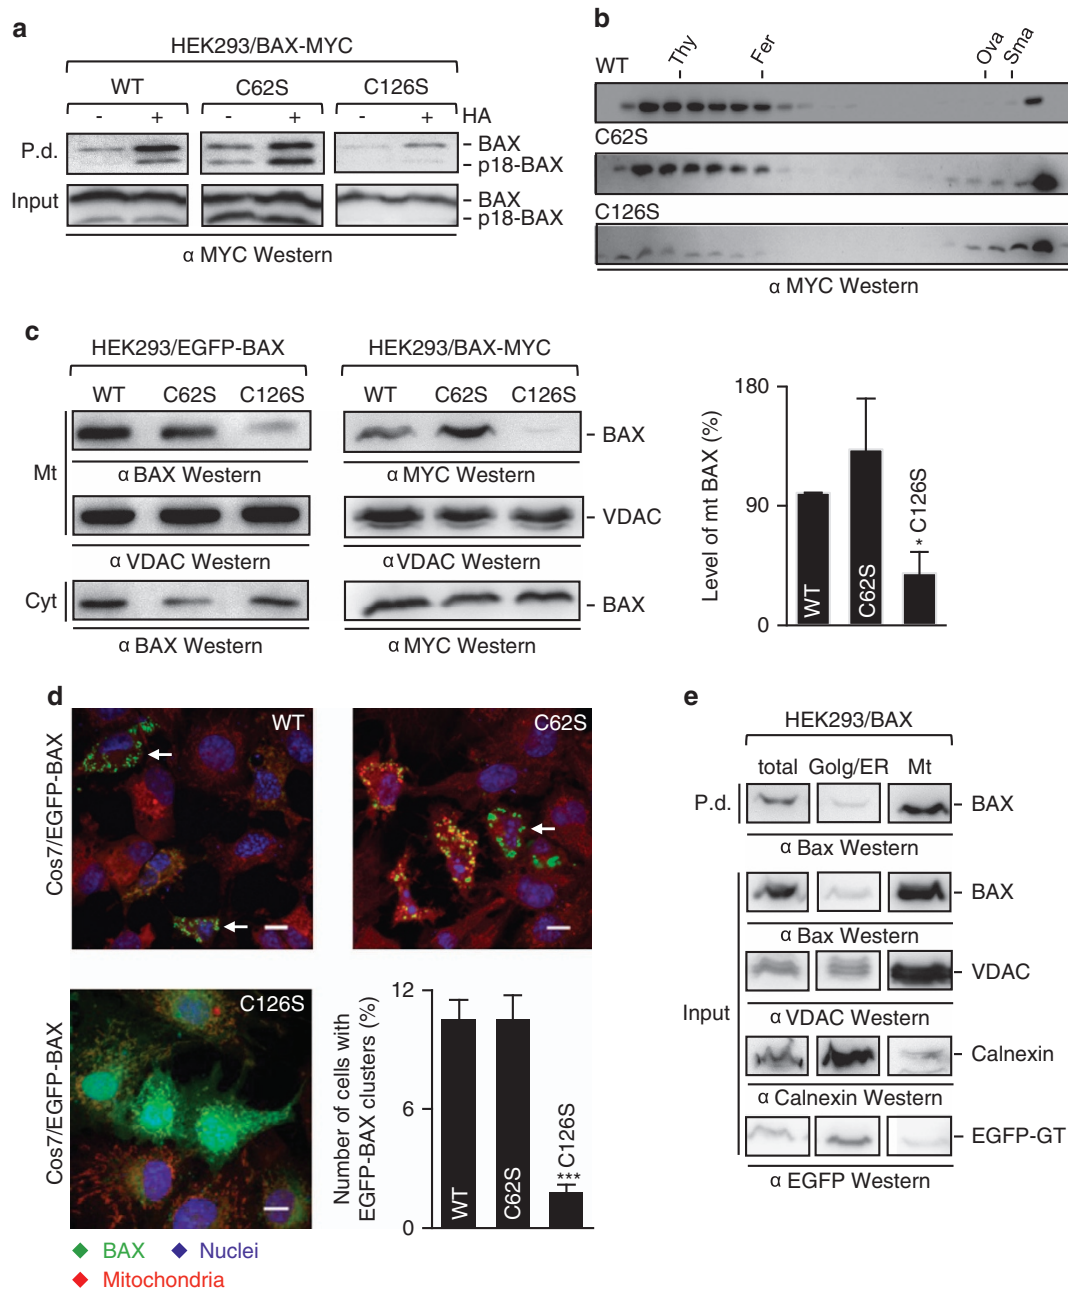 a
HEK293/BAX-MYC
WT C62S C126S
- + - + - + HA
P.d.
- BAX
- p18-BAX
Input
- BAX
- p18-BAX
α MYC Western
b
Thy Fer Ova Sma
WT
C62S
C126S
α MYC Western
c
HEK293/EGFP-BAX
WT C62S C126S
HEK293/BAX-MYC
WT C62S C126S
Mt
- BAX
α BAX Western
α MYC Western
- VDAC
α VDAC Western
α VDAC Western
Cyt
- BAX
α BAX Western
α MYC Western
Level of mt BAX (%)
180
90
0
WT
C62S
* C126S
d
Cos7/EGFP-BAX
WT
C62S
Cos7/EGFP-BAX
C126S
Number of cells with
EGFP-BAX clusters (%)
12
6
0
WT
C62S
*** C126S
◆ BAX ◆ Nuclei
◆ Mitochondria
e
HEK293/BAX
total Golg/ER Mt
P.d.
- BAX
α Bax Western
Input
- BAX
α Bax Western
- VDAC
α VDAC Western
- Calnexin
α Calnexin Western
- EGFP-GT
α EGFP Western